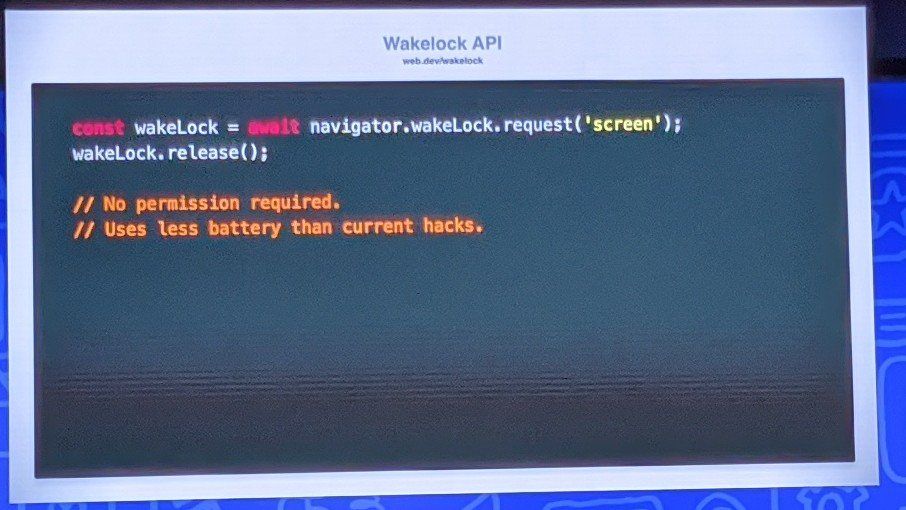 Wakelock API
web.dev/wakelock
const wakeLock = await navigator.wakeLock.request('screen');
wakeLock.release();
// No permission required.
// Uses less battery than current hacks.